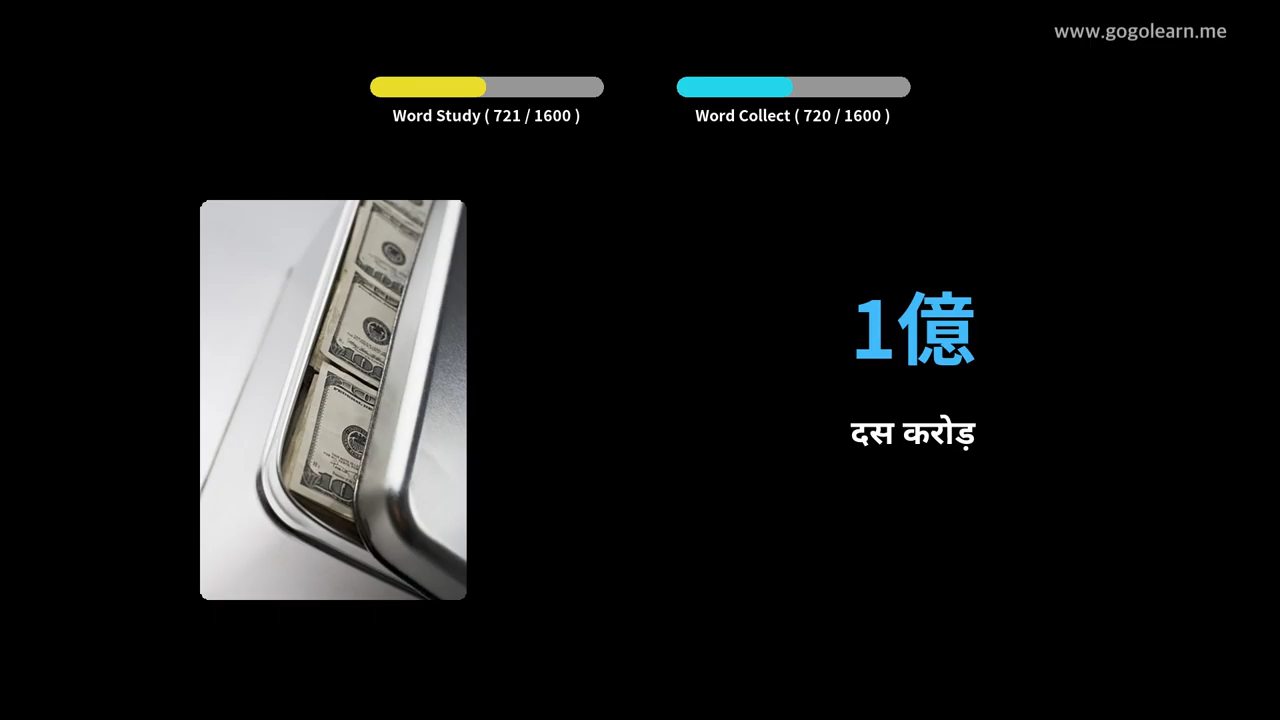 www.gogolearn.me
Word Study ( 721 / 1600 )
Word Collect ( 720 / 1600 )
1億
दस करोड़